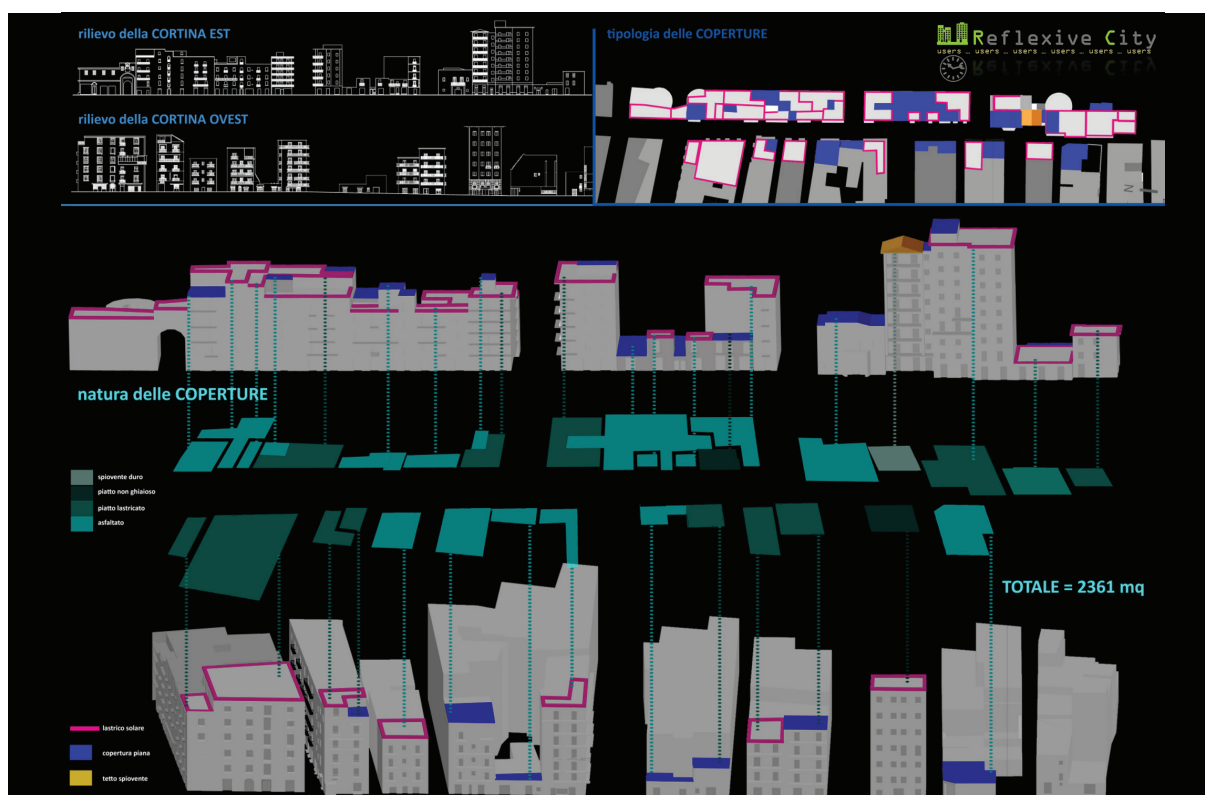 rilievo della CORTINA EST
tipologia delle COPERTURE
Reflexive City
users _ users _ users _ users _ users _ users
rilievo della CORTINA OVEST
N
natura delle COPERTURE
spiovente duro
piatto non ghiaioso
piatto lastricato
asfaltato
TOTALE = 2361 mq
lastrico solare
copertura piana
tetto spiovente